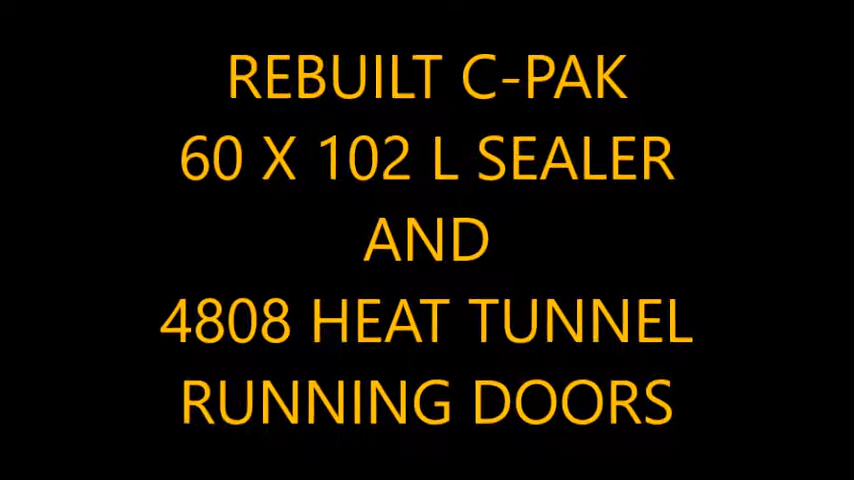 REBUILT C-PAK
60 X 102 L SEALER
AND
4808 HEAT TUNNEL
RUNNING DOORS